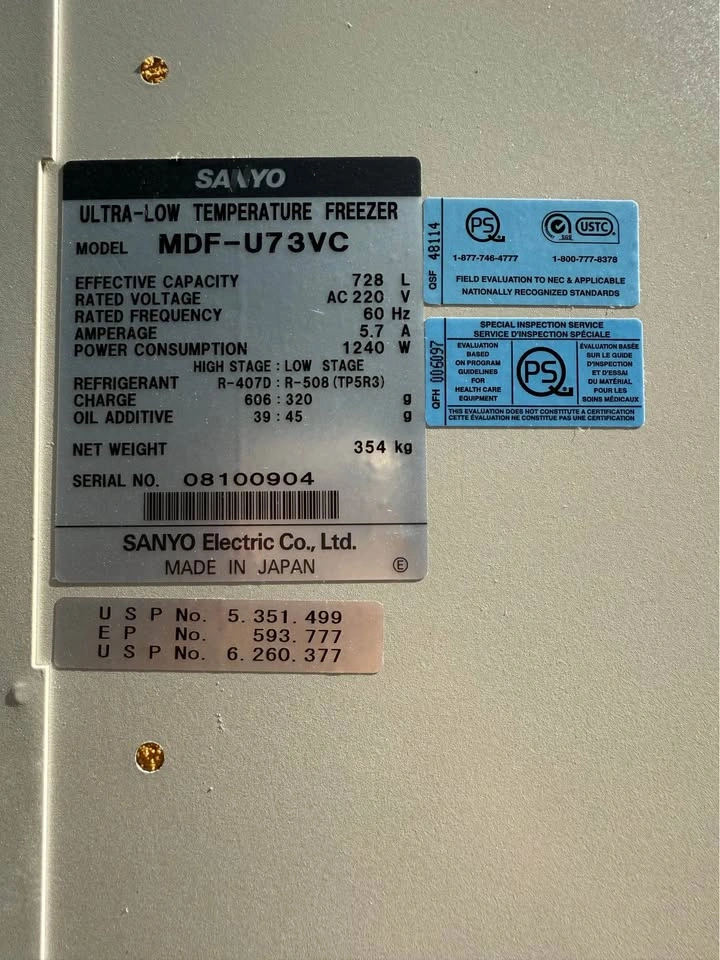 SANYO
ULTRA-LOW TEMPERATURE FREEZER
MODEL MDF-U73VC
EFFECTIVE CAPACITY 728 L
RATED VOLTAGE AC 220 V
RATED FREQUENCY 60 Hz
AMPERAGE 5.7 A
POWER CONSUMPTION 1240 W
HIGH STAGE : LOW STAGE
REFRIGERANT R-407D : R-508 (TP5R3)
CHARGE 606 : 320 g
OIL ADDITIVE 39 : 45 g
NET WEIGHT 354 kg
SERIAL NO. 08100904
SANYO Electric Co., Ltd.
MADE IN JAPAN E
U S P No. 5. 351. 499
E P No. 593. 777
U S P No. 6. 260. 377
QSF 48114
PS
SGS USTC
1-877-746-4777 1-800-777-8378
FIELD EVALUATION TO NEC & APPLICABLE
NATIONALLY RECOGNIZED STANDARDS
SPECIAL INSPECTION SERVICE
SERVICE D'INSPECTION SPÉCIALE
QFH 006097
EVALUATION
BASED
ON PROGRAM
GUIDELINES
FOR
HEALTH CARE
EQUIPMENT
PS
ÉVALUATION BASÉE
SUR LE GUIDE
D'INSPECTION
ET D'ESSAI
DU MATÉRIAL
POUR LES
SOINS MÉDICAUX
THIS EVALUATION DOES NOT CONSTITUTE A CERTIFICATION
CETTE ÉVALUATION NE CONSTITUE PAS UNE CERTIFICATION